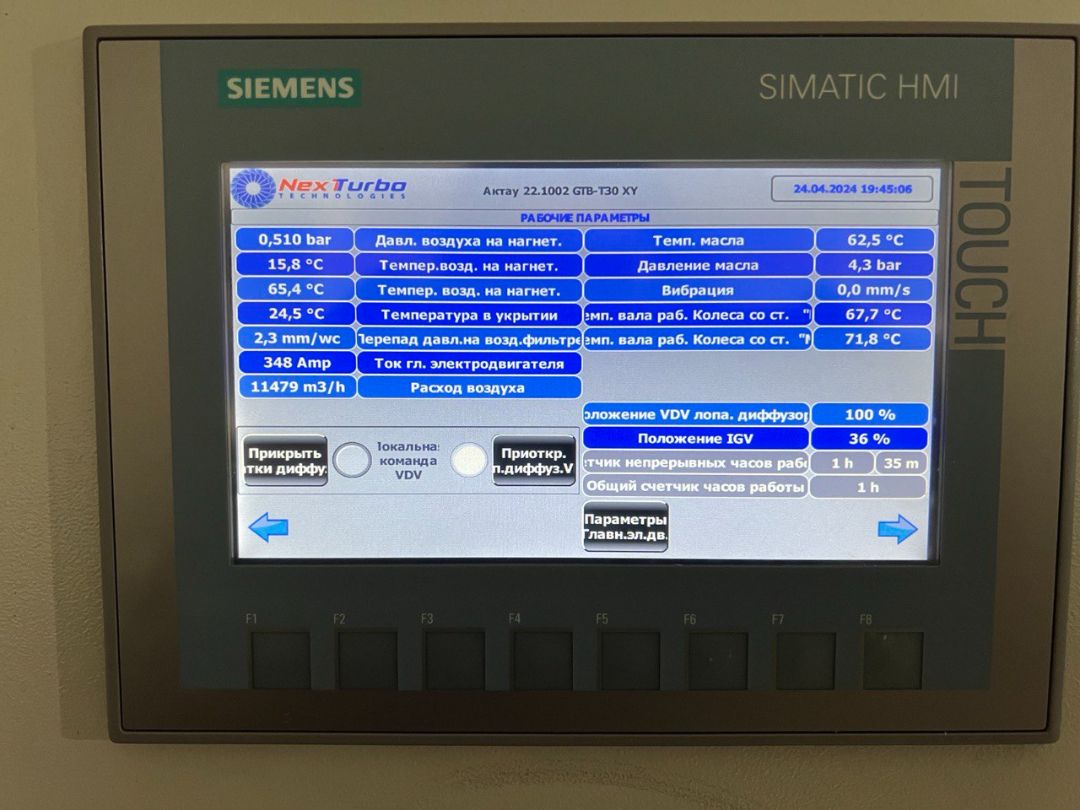 SIEMENS
SIMATIC HMI
TOUCH
NexTurbo
TECHNOLOGIES
Актау 22.1002 GTB-T30 XY
24.04.2024 19:45:06
РАБОЧИЕ ПАРАМЕТРЫ
0,510 bar Давл. воздуха на нагнет. Темп. масла 62,5 °C
15,8 °C Темпер.возд. на нагнет. Давление масла 4,3 bar
65,4 °C Темпер. возд. на нагнет. Вибрация 0,0 mm/s
24,5 °C Температура в укрытии емп. вала раб. Колеса со ст. 67,7 °C
2,3 mm/wc Перепад давл.на возд.фильтре емп. вала раб. Колеса со ст. 71,8 °C
348 Amp Ток гл. электродвигателя
11479 m3/h Расход воздуха
оложение VDV лопа. диффузор 100 %
Положение IGV 36 %
тчик непрерывных часов рабо 1 h 35 m
Общий счетчик часов работы 1 h
Прикрыть
атки диффу.
Локальная
команда
VDV
Приоткр.
п.диффуз.V
Параметры
Главн.эл.дв.
F1 F2 F3 F4 F5 F6 F7 F8